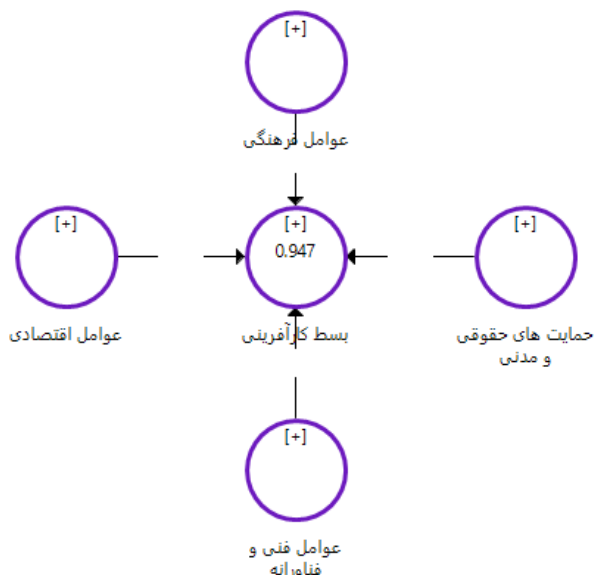 [+]
عوامل فرهنگی
[+]
عوامل اقتصادی
[+]
0.947
بسط کارآفرینی
[+]
حمایت های حقوقی
و مدنی
[+]
عوامل فنی و
فناورانه